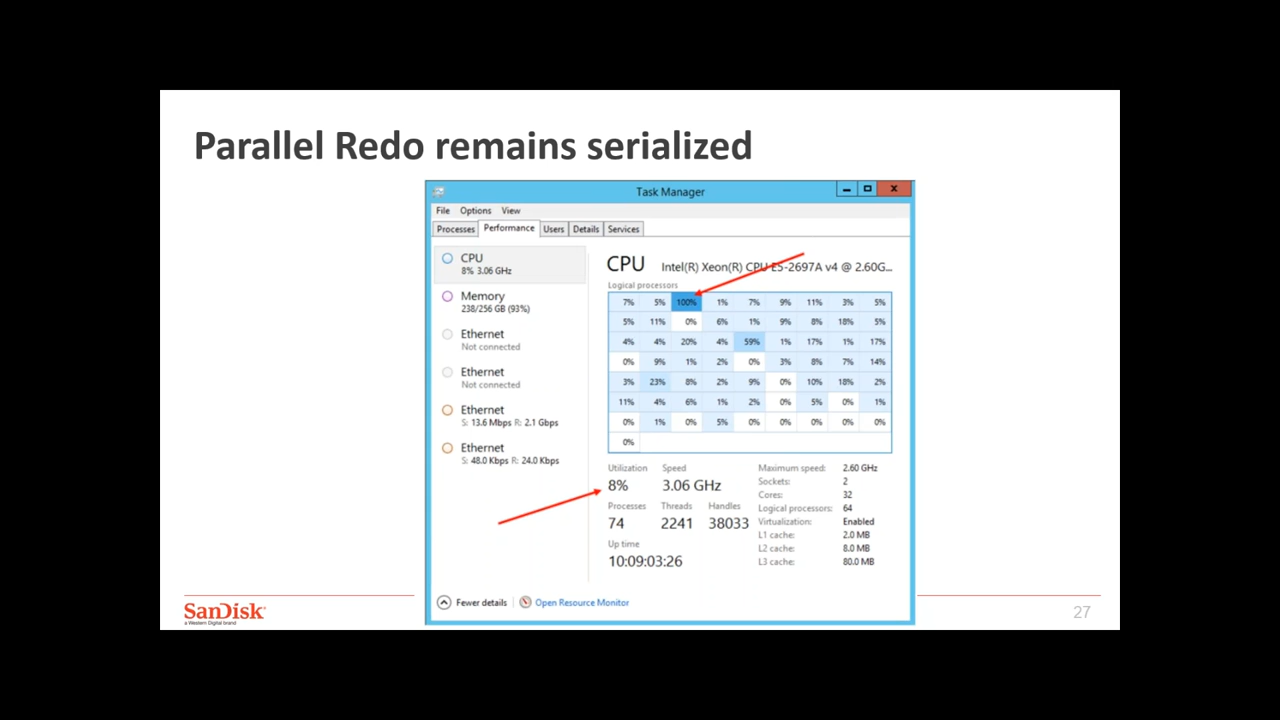 Parallel Redo remains serialized
Task Manager
File Options View
Processes Performance Users Details Services
CPU
8% 3.06 GHz
Memory
238/256 GB (93%)
Ethernet
Not connected
Ethernet
Not connected
Ethernet
S: 13.6 Mbps R: 2.1 Gbps
Ethernet
S: 48.0 Kbps R: 24.0 Kbps
CPU Intel(R) Xeon(R) CPU E5-2697A v4 @ 2.60G...
Logical processors
7% 5% 100% 1% 7% 9% 11% 3% 5%
5% 11% 0% 6% 1% 9% 8% 18% 5%
4% 4% 20% 4% 59% 1% 17% 1% 17%
0% 9% 1% 2% 0% 3% 8% 7% 14%
3% 23% 8% 2% 9% 0% 10% 18% 2%
11% 4% 6% 1% 2% 0% 5% 0% 1%
0% 1% 0% 5% 0% 0% 0% 0% 0%
0%
Utilization Speed
8% 3.06 GHz
Processes Threads Handles
74 2241 38033
Up time
10:09:03:26
Maximum speed: 2.60 GHz
Sockets: 2
Cores: 32
Logical processors: 64
Virtualization: Enabled
L1 cache: 2.0 MB
L2 cache: 8.0 MB
L3 cache: 80.0 MB
Fewer details Open Resource Monitor
SanDisk
a Western Digital brand
27